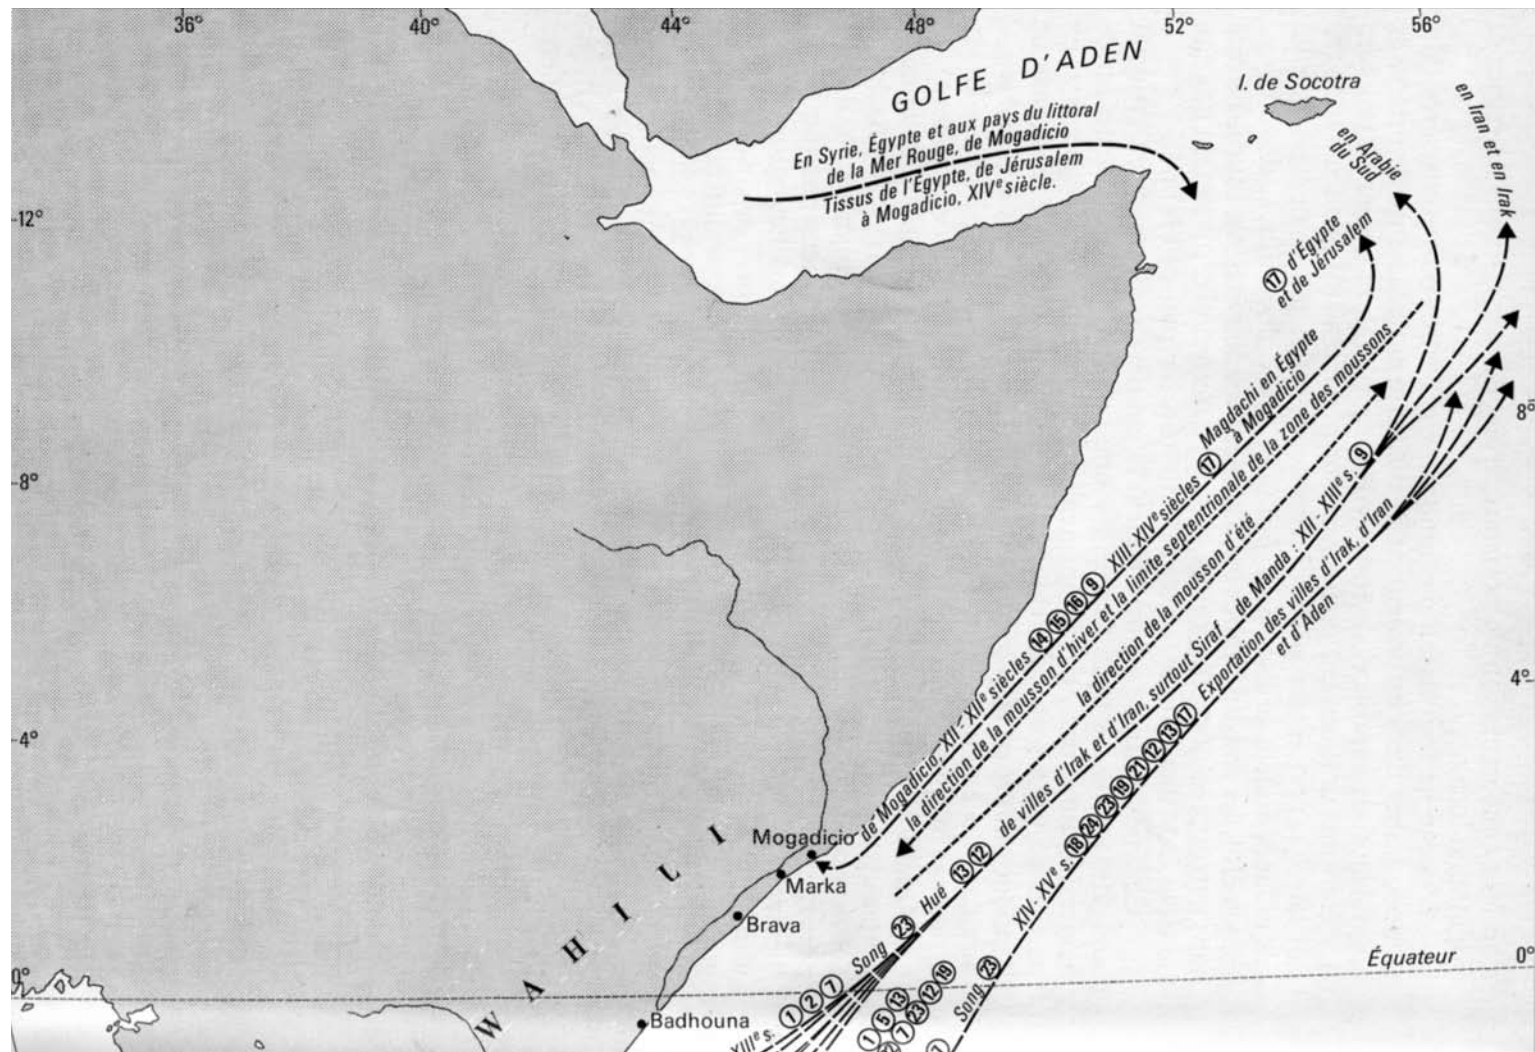 36°
40°
44°
48°
52°
56°
GOLFE D'ADEN
I. de Socotra
En Syrie, Égypte et aux pays du littoral
de la Mer Rouge, de Mogadicio
Tissus de l'Égypte, de Jérusalem
à Mogadicio, XIVe siècle.
en Arabie
du Sud
en Iran et en Irak
12°
17 d'Égypte
et de Jérusalem
8°
8°
4°
4°
0°
0°
de Mogadicio, XII-XIIe siècles 14 15 16 9 XIII-XIVe siècles 17 Magdachi en Égypte
à Mogadicio
la direction de la mousson d'hiver et la limite septentrionale de la zone des moussons
la direction de la mousson d'été
Song 23 Hué 13 12 de villes d'Irak et d'Iran, surtout Siraf de Manda : XII-XIIIe s. 9
XIV-XVe s. 18 24 23 19 21 12 13 17 Exportation des villes d'Irak, d'Iran
et d'Aden
Mogadicio
Marka
Brava
Badhouna
WAHILI
Équateur
XIIIe s. 1 2 7
1 5 13
7 23 12 19
Song 23
1